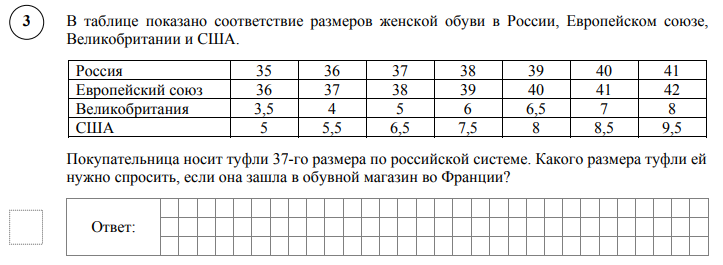 3
В таблице показано соответствие размеров женской обуви в России, Европейском союзе,
Великобритании и США.
Россия 35 36 37 38 39 40 41
Европейский союз 36 37 38 39 40 41 42
Великобритания 3,5 4 5 6 6,5 7 8
США 5 5,5 6,5 7,5 8 8,5 9,5
Покупательница носит туфли 37-го размера по российской системе. Какого размера туфли ей
нужно спросить, если она зашла в обувной магазин во Франции?
Ответ: